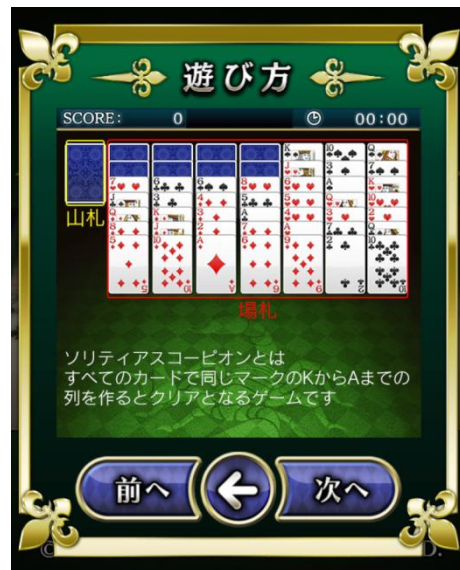 遊び方
SCORE: 0 00:00
山札
場札
ソリティアスコーピオンとは
すべてのカードで同じマークのKからAまでの
列を作るとクリアとなるゲームです
前へ 次へ